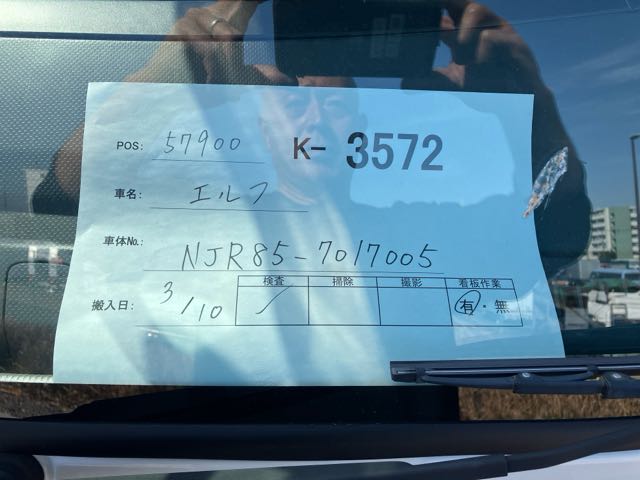 POS: 57900 K- 3572
車名: エルフ
車体No.: NJR85-7017005
搬入日: 3/10
検査 掃除 撮影 看板作業
有・無